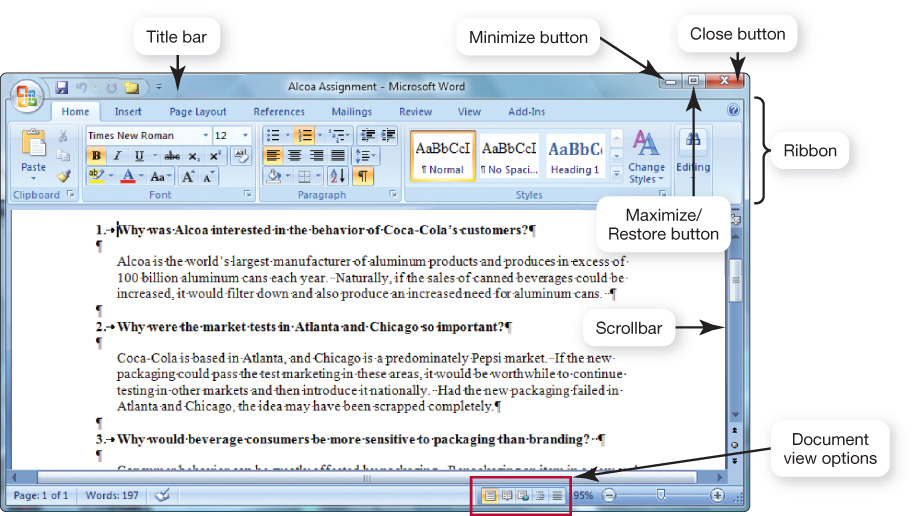 Title bar
Minimize button
Close button
Alcoa Assignment - Microsoft Word
Home Insert Page Layout References Mailings Review View Add-Ins
Times New Roman 12
AaBbCcI AaBbCcI AaBbC
Paste
B I U abc x₂ x² 
Aa A A
¶ Normal ¶ No Spaci... Heading 1
Change
Styles
Editing
Clipboard Font Paragraph Styles
Ribbon
Maximize/
Restore button
1. Why was Alcoa interested in the behavior of Coca-Cola's customers?¶
¶
Alcoa is the world's largest manufacturer of aluminum products and produces in excess of
100 billion aluminum cans each year. Naturally, if the sales of canned beverages could be
increased, it would filter down and also produce an increased need for aluminum cans. ¶
¶
Scrollbar
2. Why were the market tests in Atlanta and Chicago so important?¶
¶
Coca-Cola is based in Atlanta, and Chicago is a predominately Pepsi market. If the new
packaging could pass the test marketing in these areas, it would be worthwhile to continue
testing in other markets and then introduce it nationally. Had the new packaging failed in
Atlanta and Chicago, the idea may have been scrapped completely.¶
¶
3. Why would beverage consumers be more sensitive to packaging than branding? ¶
¶
Document
view options
Page: 1 of 1 Words: 197 95%